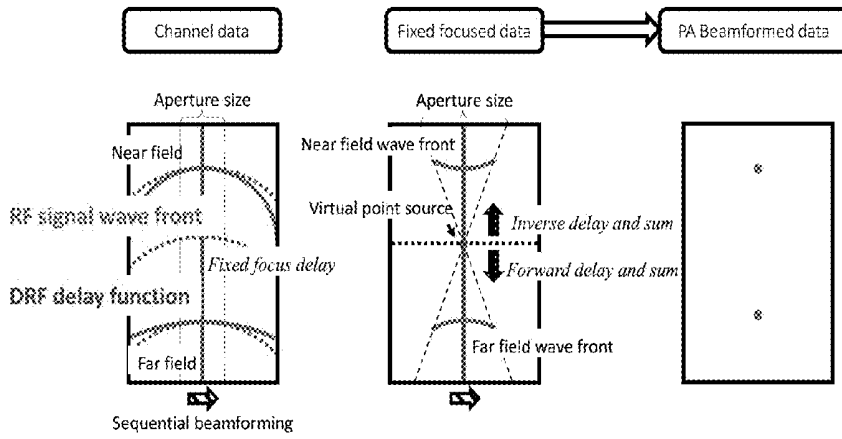 Channel data
Fixed focused data
PA Beamformed data
Aperture size
Near field
RF signal wave front
Fixed focus delay
DRF delay function
Far field
Sequential beamforming
Aperture size
Near field wave front
Virtual point source
Inverse delay and sum
Forward delay and sum
Far field wave front